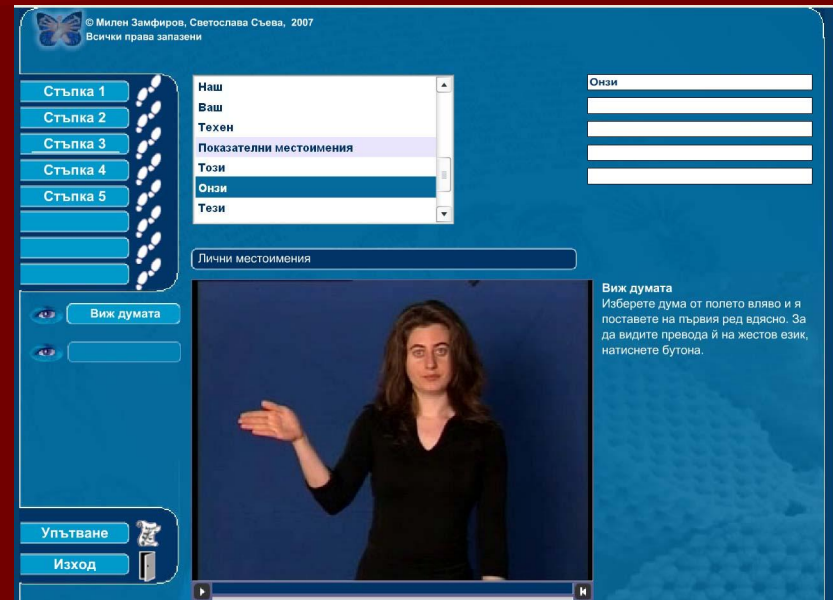 © Милен Замфиров, Светослава Съева, 2007
Всички права запазени
Стъпка 1
Стъпка 2
Стъпка 3
Стъпка 4
Стъпка 5
Наш
Ваш
Техен
Показателни местоимения
Този
Онзи
Тези
Онзи
Лични местоимения
Виж думата
Виж думата
Изберете дума от полето вляво и я
поставете на първия ред вдясно. За
да видите превода й на жестов език,
натиснете бутона.
Упътване
Изход